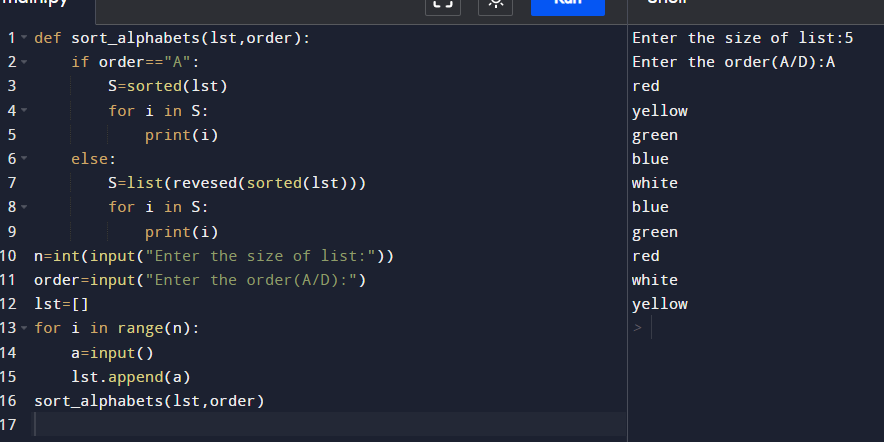 main.py
Run
Shell
1 def sort_alphabets(lst,order):
2     if order=="A":
3         S=sorted(lst)
4         for i in S:
5             print(i)
6     else:
7         S=list(revesed(sorted(lst)))
8         for i in S:
9             print(i)
10 n=int(input("Enter the size of list:"))
11 order=input("Enter the order(A/D):")
12 lst=[]
13 for i in range(n):
14     a=input()
15     lst.append(a)
16 sort_alphabets(lst,order)
17
Enter the size of list:5
Enter the order(A/D):A
red
yellow
green
blue
white
blue
green
red
white
yellow
>